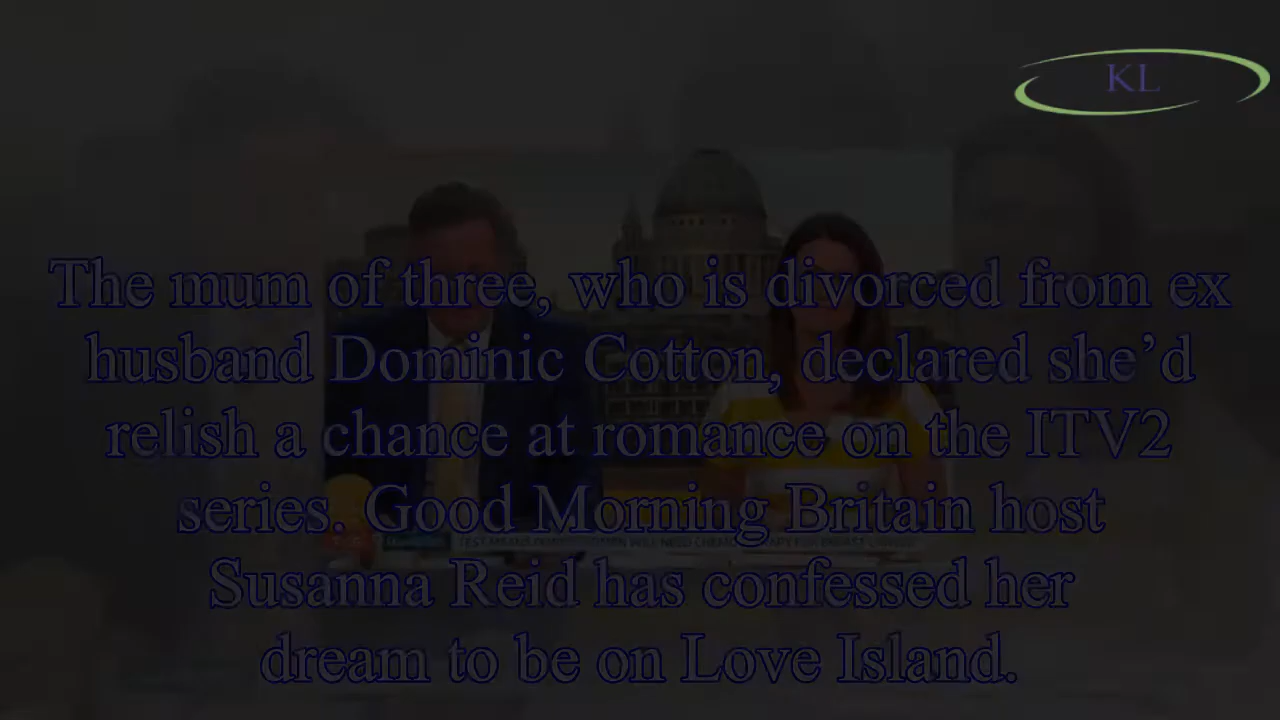 KL
The mum of three, who is divorced from ex
husband Dominic Cotton, declared she’d
relish a chance at romance on the ITV2
series. Good Morning Britain host
Susanna Reid has confessed her
dream to be on Love Island.